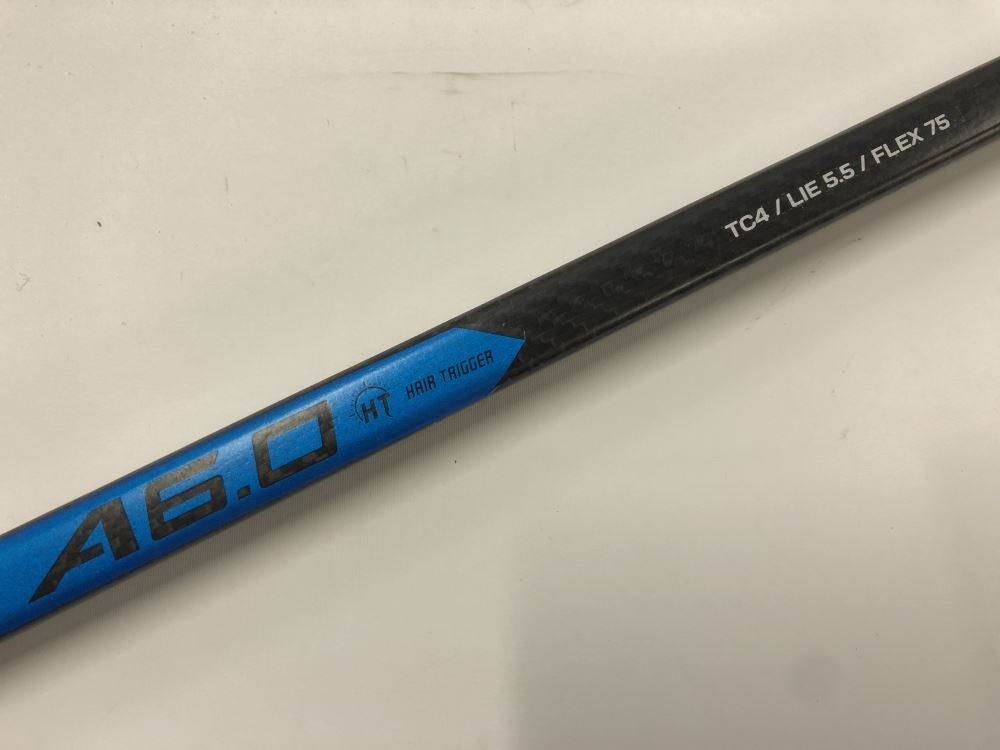 A6.0 HT HAIR TRIGGER
TC4 / LIE 5.5 / FLEX 75